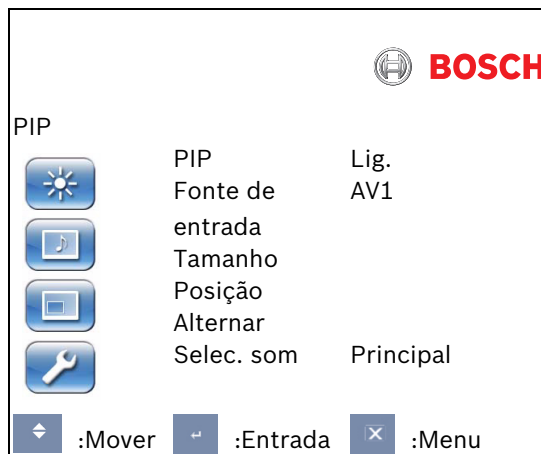 BOSCH
PIP
PIP Lig.
Fonte de AV1
entrada
Tamanho
Posição
Alternar
Selec. som Principal
:Mover :Entrada :Menu